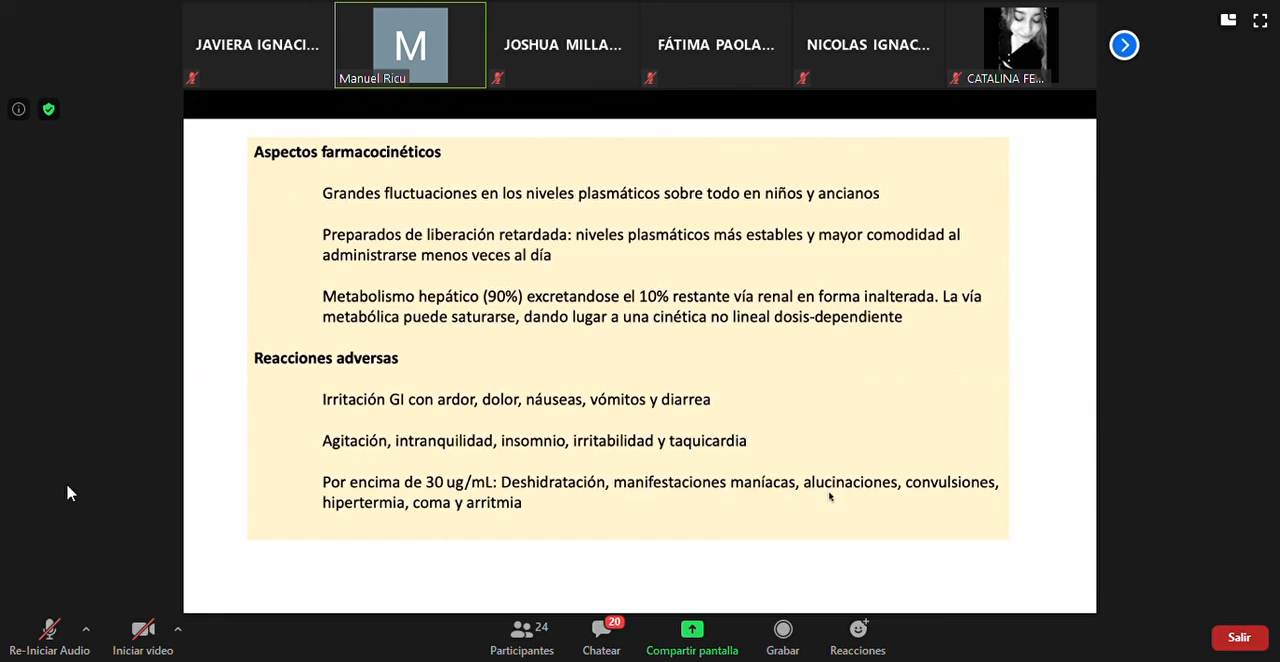 JAVIERA IGNACI...
M
Manuel Ricu
JOSHUA MILLA...
FÁTIMA PAOLA...
NICOLAS IGNAC...
CATALINA FE...
Aspectos farmacocinéticos
Grandes fluctuaciones en los niveles plasmáticos sobre todo en niños y ancianos
Preparados de liberación retardada: niveles plasmáticos más estables y mayor comodidad al
administrarse menos veces al día
Metabolismo hepático (90%) excretandose el 10% restante vía renal en forma inalterada. La vía
metabólica puede saturarse, dando lugar a una cinética no lineal dosis-dependiente
Reacciones adversas
Irritación GI con ardor, dolor, náuseas, vómitos y diarrea
Agitación, intranquilidad, insomnio, irritabilidad y taquicardia
Por encima de 30 ug/mL: Deshidratación, manifestaciones maníacas, alucinaciones, convulsiones,
hipertermia, coma y arritmia
Re-Iniciar Audio
Iniciar video
24
Participantes
20
Chatear
Compartir pantalla
Grabar
Reacciones
Salir